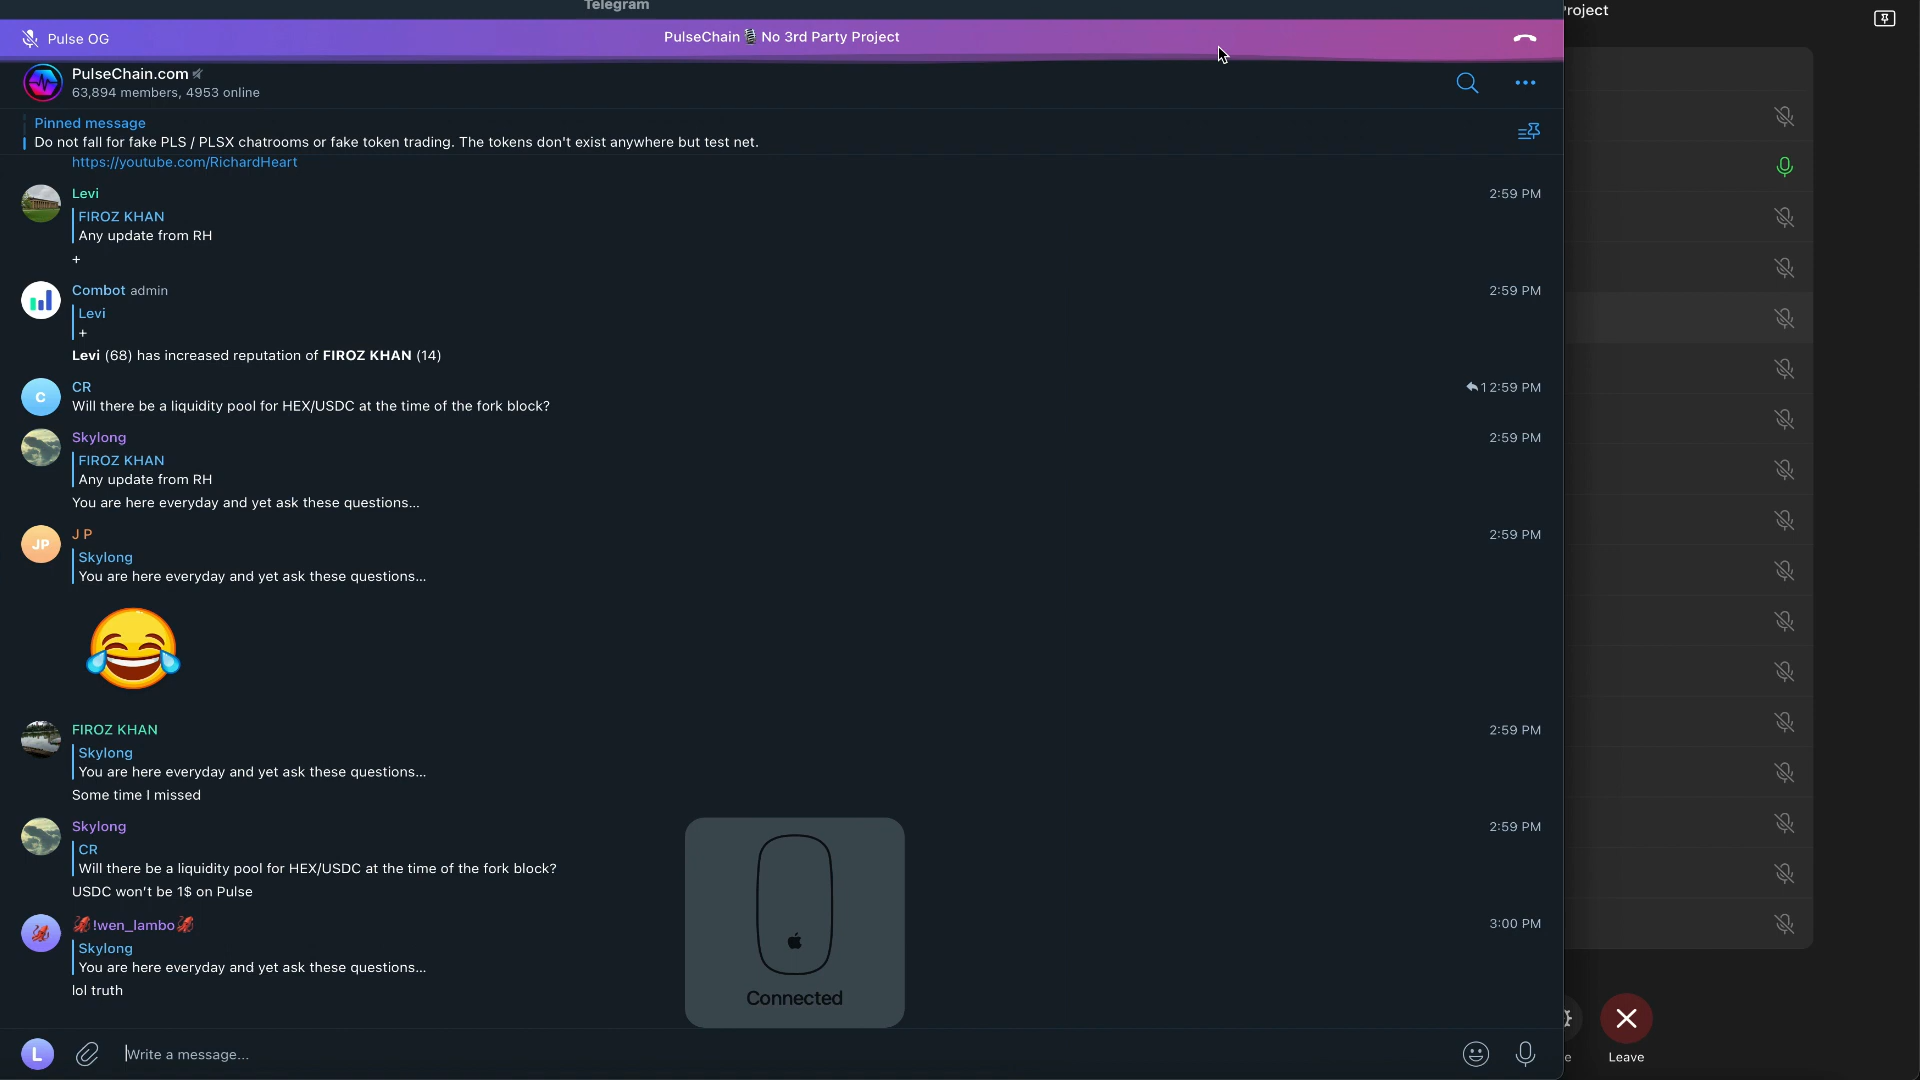 Telegram
Project
Pulse OG
PulseChain🎙️No 3rd Party Project
PulseChain.com
63,894 members, 4953 online
Pinned message
Do not fall for fake PLS / PLSX chatrooms or fake token trading. The tokens don't exist anywhere but test net.
https://youtube.com/RichardHeart
Levi 2:59 PM
FIROZ KHAN
Any update from RH
+
Combot admin 2:59 PM
Levi
+
Levi (68) has increased reputation of FIROZ KHAN (14)
C
CR 1 2:59 PM
Will there be a liquidity pool for HEX/USDC at the time of the fork block?
Skylong 2:59 PM
FIROZ KHAN
Any update from RH
You are here everyday and yet ask these questions...
JP
J P 2:59 PM
Skylong
You are here everyday and yet ask these questions...
😂
FIROZ KHAN 2:59 PM
Skylong
You are here everyday and yet ask these questions...
Some time I missed
Skylong 2:59 PM
CR
Will there be a liquidity pool for HEX/USDC at the time of the fork block?
USDC won't be 1$ on Pulse
🦑!wen_lambo🦑 3:00 PM
Skylong
You are here everyday and yet ask these questions...
lol truth
Connected
L
Write a message...
Leave